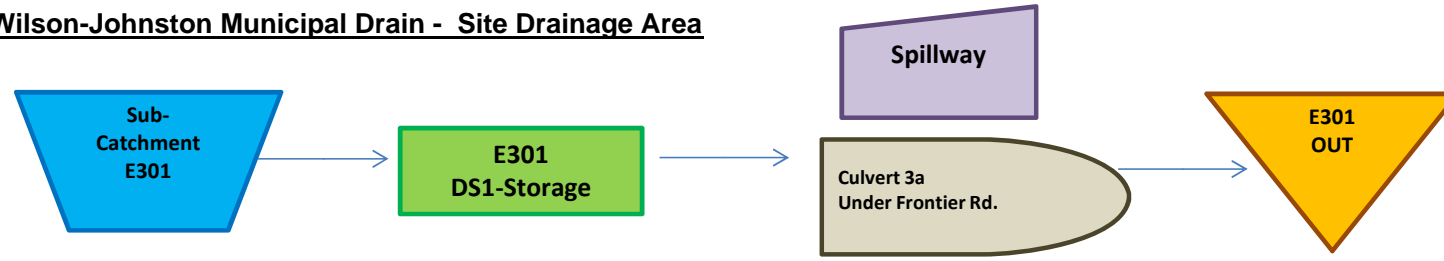 Wilson-Johnston Municipal Drain - Site Drainage Area
Spillway
Sub-
Catchment
E301
E301
DS1-Storage
Culvert 3a
Under Frontier Rd.
E301
OUT